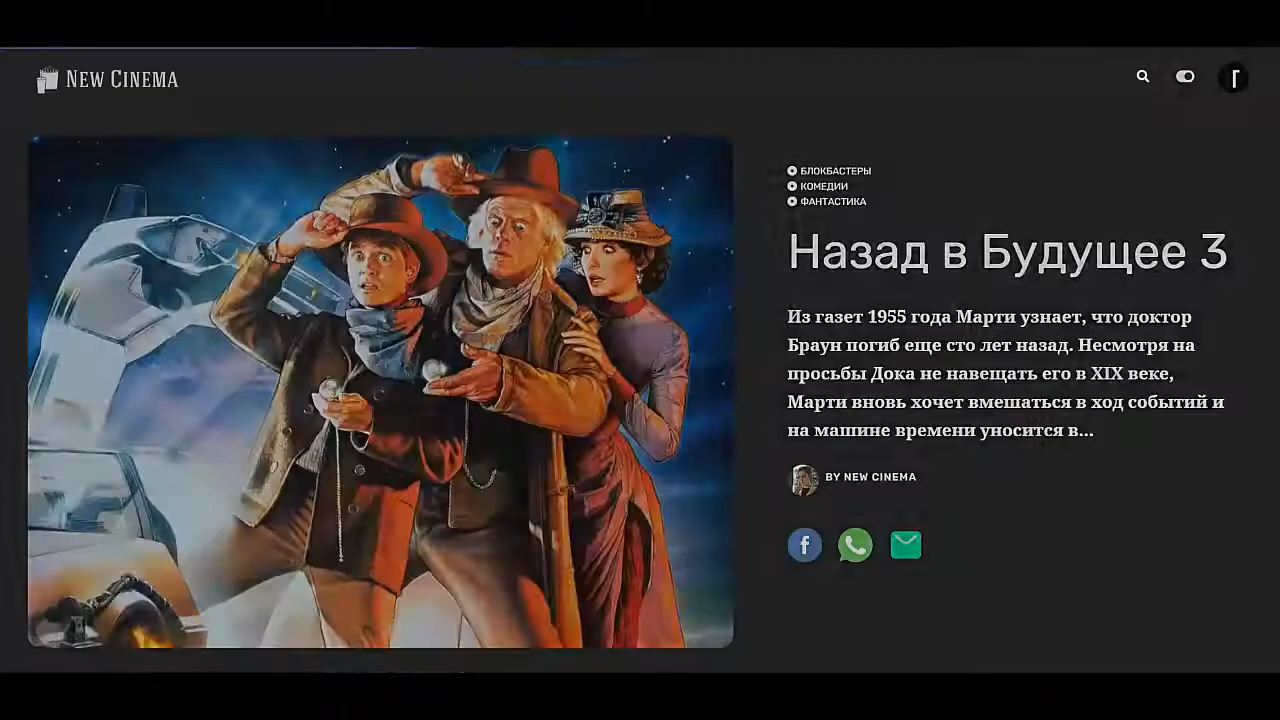 New Cinema
БЛОКБАСТЕРЫ
КОМЕДИИ
ФАНТАСТИКА
Назад в Будущее 3
Из газет 1955 года Марти узнает, что доктор
Браун погиб еще сто лет назад. Несмотря на
просьбы Дока не навещать его в XIX веке,
Марти вновь хочет вмешаться в ход событий и
на машине времени уносится в...
BY NEW CINEMA